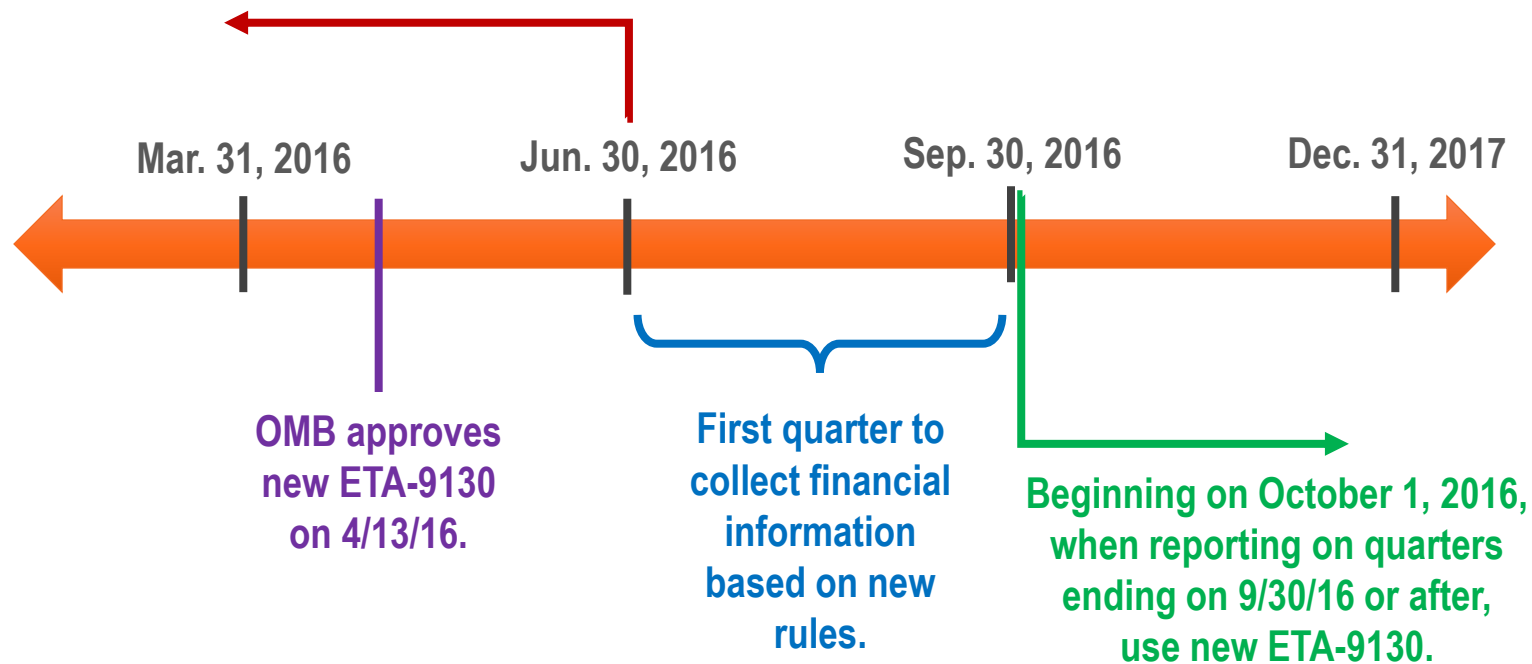 Mar. 31, 2016
Jun. 30, 2016
Sep. 30, 2016
Dec. 31, 2017
OMB approves
new ETA-9130
on 4/13/16.
First quarter to
collect financial
information
based on new
rules.
Beginning on October 1, 2016,
when reporting on quarters
ending on 9/30/16 or after,
use new ETA-9130.